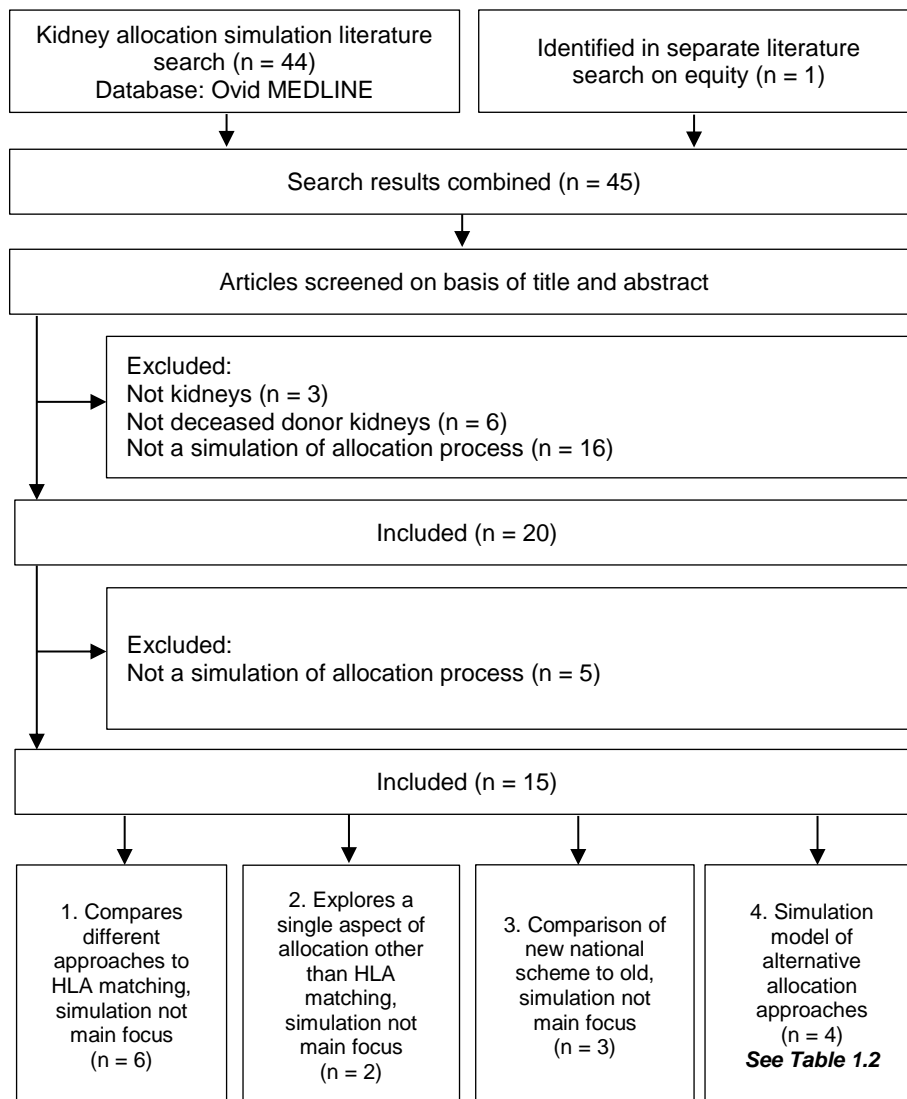 Kidney allocation simulation literature
search (n = 44)
Database: Ovid MEDLINE
Identified in separate literature
search on equity (n = 1)
Search results combined (n = 45)
Articles screened on basis of title and abstract
Excluded:
Not kidneys (n = 3)
Not deceased donor kidneys (n = 6)
Not a simulation of allocation process (n = 16)
Included (n = 20)
Excluded:
Not a simulation of allocation process (n = 5)
Included (n = 15)
1. Compares
different
approaches to
HLA matching,
simulation not
main focus
(n = 6)
2. Explores a
single aspect of
allocation other
than HLA
matching,
simulation not
main focus
(n = 2)
3. Comparison of
new national
scheme to old,
simulation not
main focus
(n = 3)
4. Simulation
model of
alternative
allocation
approaches
(n = 4)
See Table 1.2